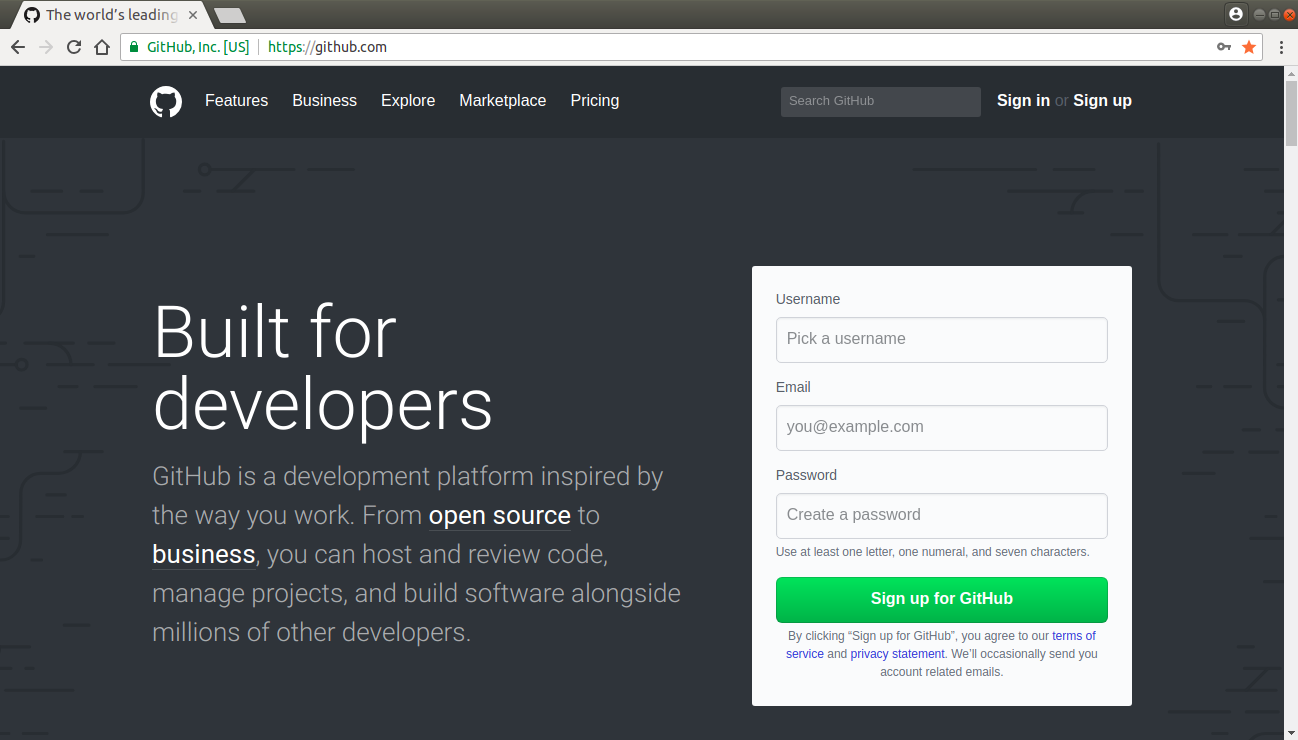 The world's leading
GitHub, Inc. [US] https://github.com
Features Business Explore Marketplace Pricing Search GitHub Sign in or Sign up
Built for
developers
GitHub is a development platform inspired by
the way you work. From open source to
business, you can host and review code,
manage projects, and build software alongside
millions of other developers.
Username
Pick a username
Email
you@example.com
Password
Create a password
Use at least one letter, one numeral, and seven characters.
Sign up for GitHub
By clicking “Sign up for GitHub”, you agree to our terms of
service and privacy statement. We’ll occasionally send you
account related emails.